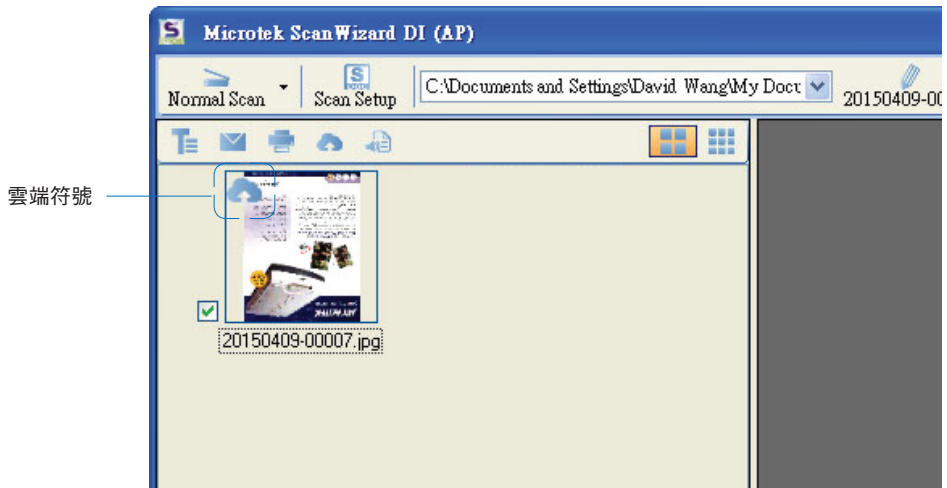 Microtek ScanWizard DI (AP)
Normal Scan
Scan Setup
C:\Documents and Settings\David Wang\My Docu
20150409-00
雲端符號
20150409-00007.jpg